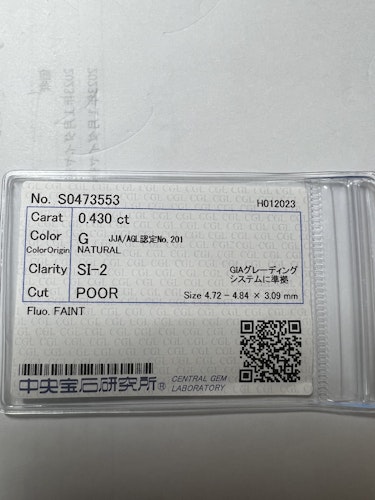 No. S0473553
H012023
Carat 0.430 ct
Color G JJA/AGL認定No.201
ColorOrigin NATURAL
Clarity SI-2
GIAグレーディング
システムに準拠
Cut POOR Size 4.72 - 4.84 × 3.09 mm
Fluo. FAINT
中央宝石研究所®
CENTRAL GEM
LABORATORY